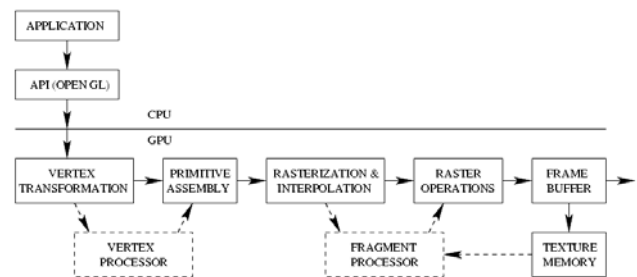 APPLICATION
API (OPEN GL)
CPU
GPU
VERTEX
TRANSFORMATION
PRIMITIVE
ASSEMBLY
RASTERIZATION &
INTERPOLATION
RASTER
OPERATIONS
FRAME
BUFFER
VERTEX
PROCESSOR
FRAGMENT
PROCESSOR
TEXTURE
MEMORY